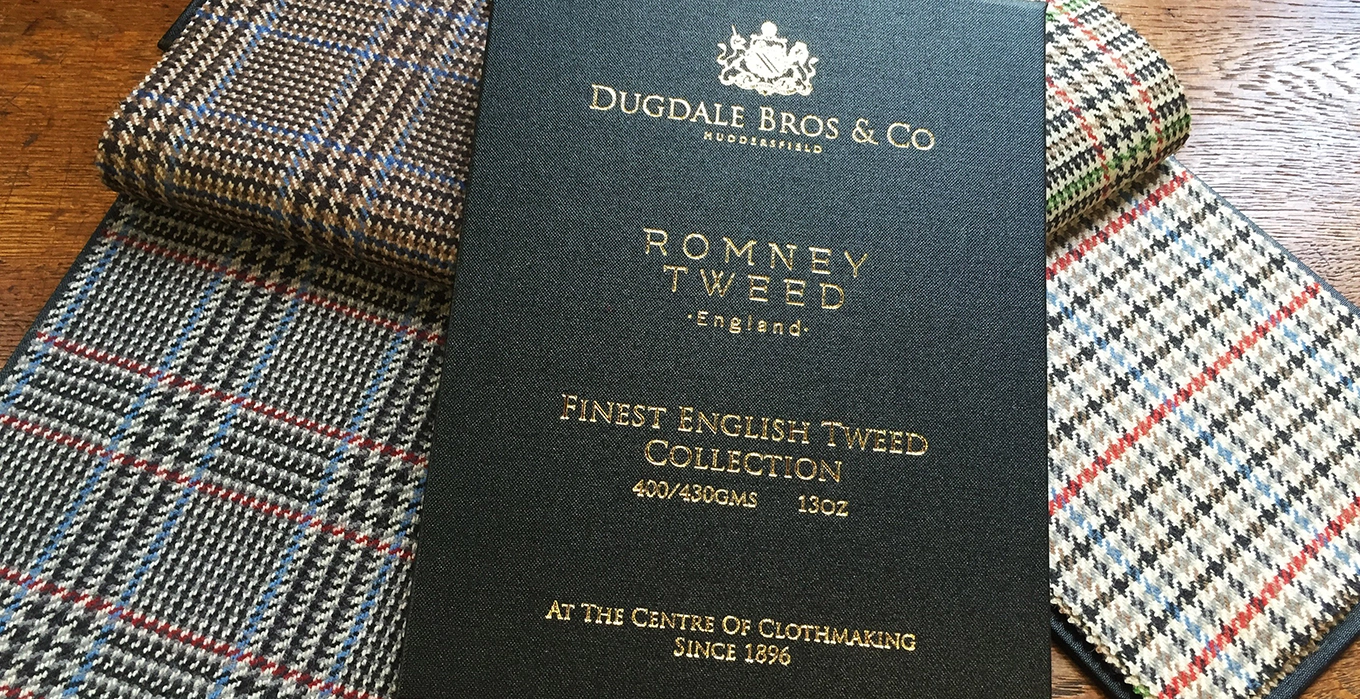 DUGDALE BROS & CO
HUDDERSFIELD
ROMNEY
TWEED
·England·
FINEST ENGLISH TWEED
COLLECTION
400/430GMS 13OZ
AT THE CENTRE OF CLOTHMAKING
SINCE 1896